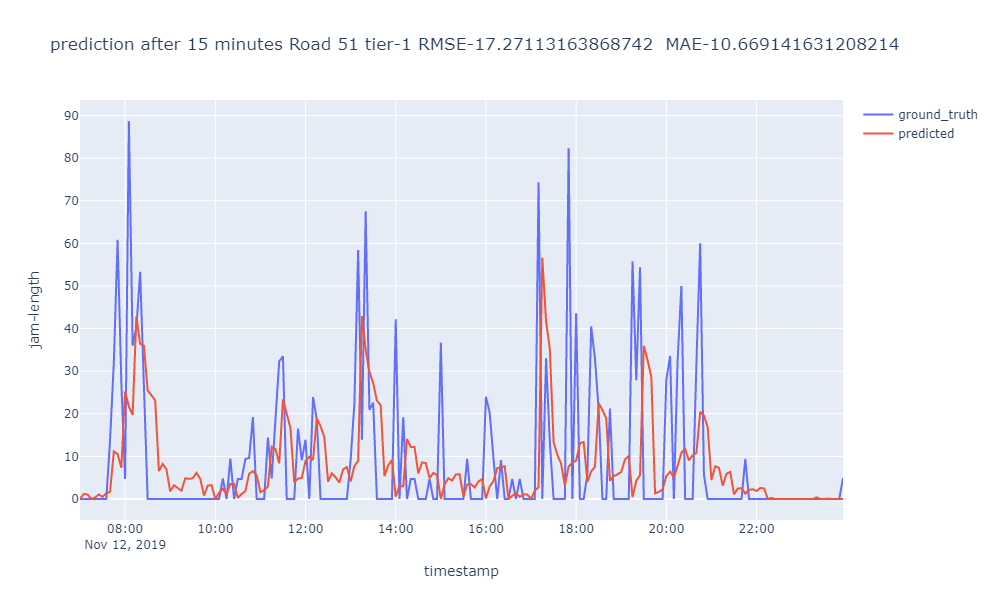 prediction after 15 minutes Road 51 tier-1 RMSE-17.27113163868742  MAE-10.669141631208214
ground_truth
predicted
90
80
70
60
50
40
30
20
10
0
jam-length
08:00 10:00 12:00 14:00 16:00 18:00 20:00 22:00
Nov 12, 2019
timestamp